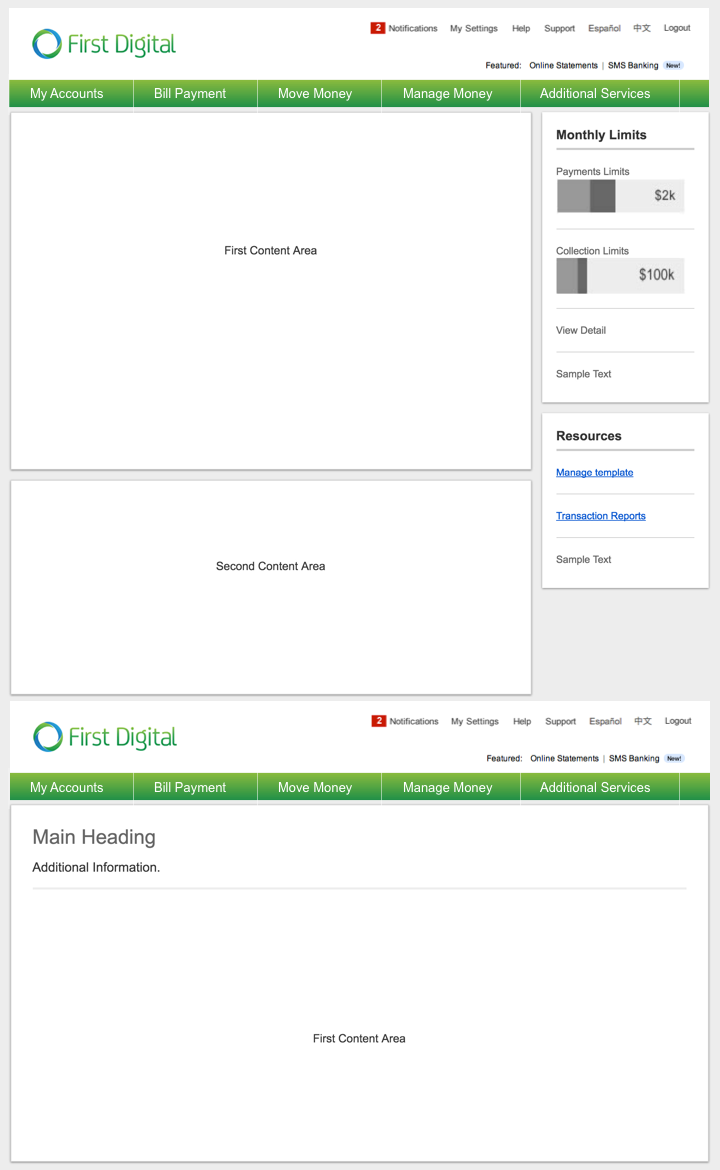 First Digital
2 Notifications My Settings Help Support Español 中文 Logout
Featured: Online Statements | SMS Banking New!
My Accounts Bill Payment Move Money Manage Money Additional Services
First Content Area
Second Content Area
Monthly Limits
Payments Limits
$2k
Collection Limits
$100k
View Detail
Sample Text
Resources
Manage template
Transaction Reports
Sample Text
First Digital
2 Notifications My Settings Help Support Español 中文 Logout
Featured: Online Statements | SMS Banking New!
My Accounts Bill Payment Move Money Manage Money Additional Services
Main Heading
Additional Information.
First Content Area